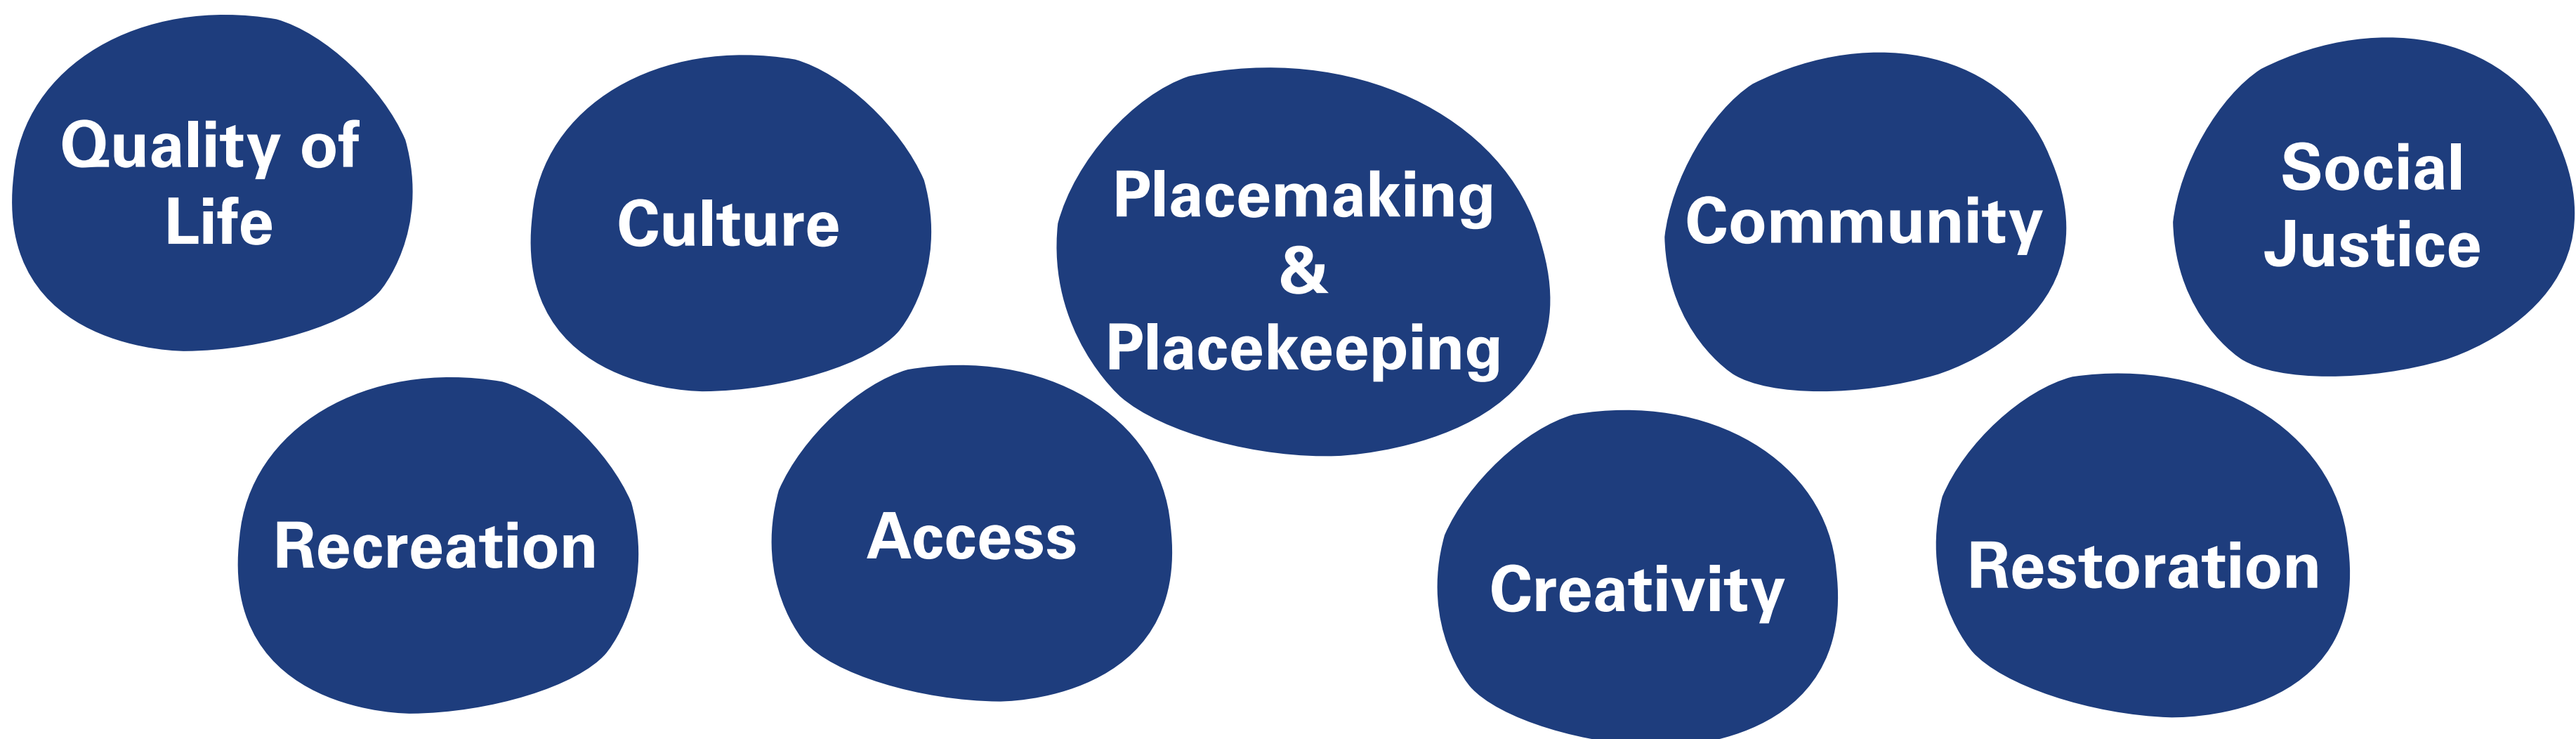 Quality of
Life
Culture
Placemaking
&
Placekeeping
Community
Social
Justice
Recreation
Access
Creativity
Restoration